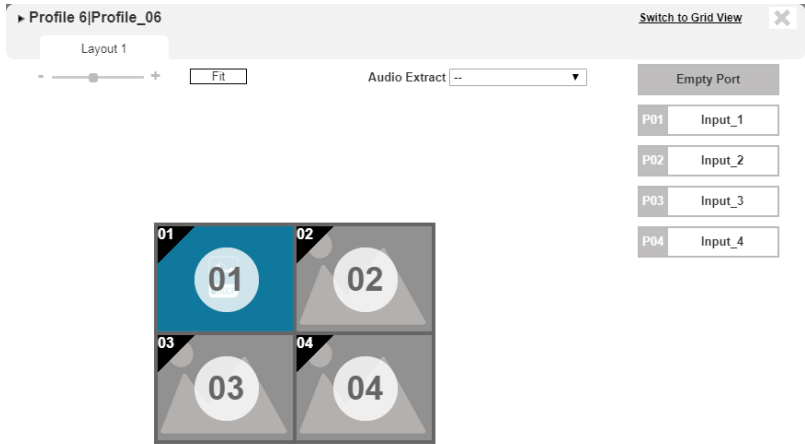 Profile 6|Profile_06
Switch to Grid View
Layout 1
- +
Fit
Audio Extract --
Empty Port
P01 Input_1
P02 Input_2
P03 Input_3
P04 Input_4
01 02
01 02
03 04
03 04